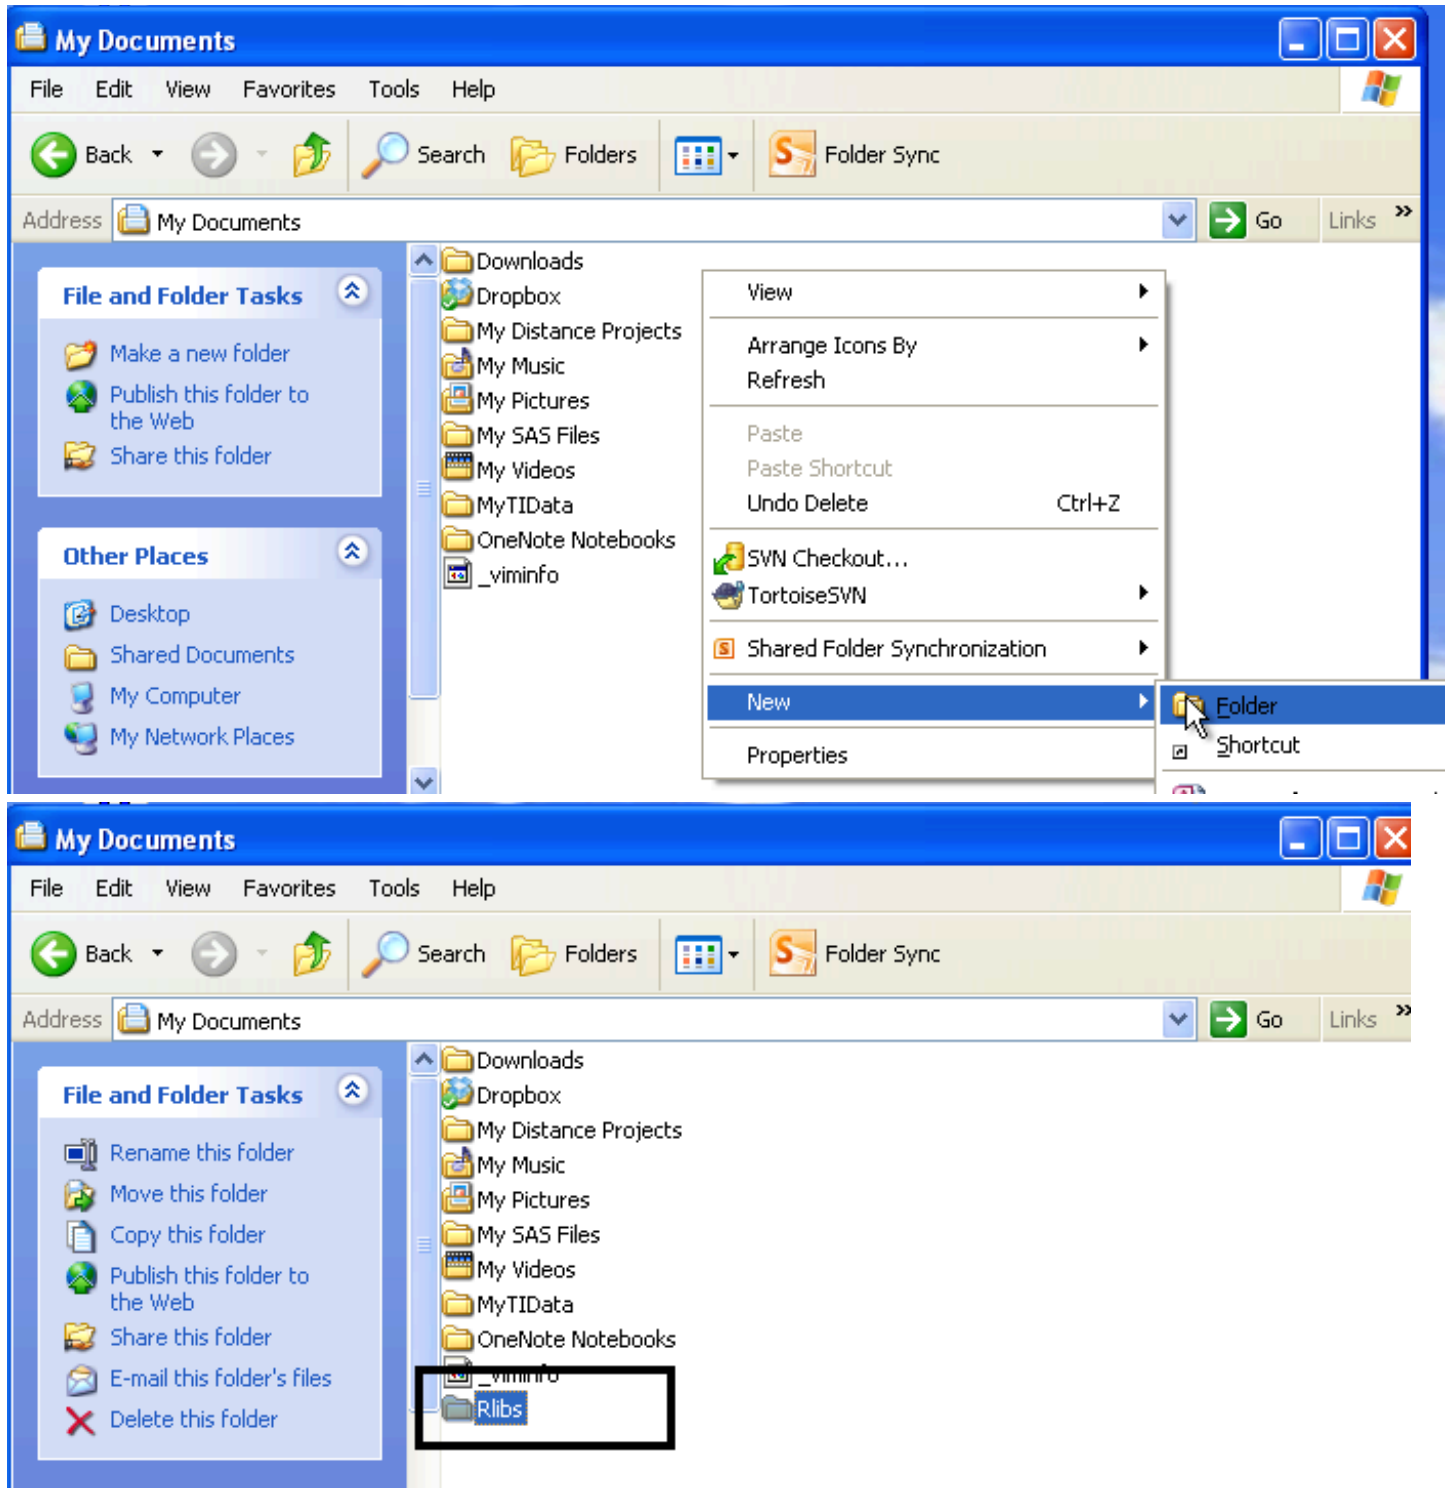 My Documents
File Edit View Favorites Tools Help
Back Search Folders Folder Sync
Address My Documents Go Links »
File and Folder Tasks
Make a new folder
Publish this folder to
the Web
Share this folder
Other Places
Desktop
Shared Documents
My Computer
My Network Places
Downloads
Dropbox
My Distance Projects
My Music
My Pictures
My SAS Files
My Videos
MyTIData
OneNote Notebooks
_viminfo
View
Arrange Icons By
Refresh
Paste
Paste Shortcut
Undo Delete Ctrl+Z
SVN Checkout...
TortoiseSVN
Shared Folder Synchronization
New
Properties
Folder
Shortcut
My Documents
File Edit View Favorites Tools Help
Back Search Folders Folder Sync
Address My Documents Go Links »
File and Folder Tasks
Rename this folder
Move this folder
Copy this folder
Publish this folder to
the Web
Share this folder
E-mail this folder's files
Delete this folder
Downloads
Dropbox
My Distance Projects
My Music
My Pictures
My SAS Files
My Videos
MyTIData
OneNote Notebooks
_viminfo
Rlibs